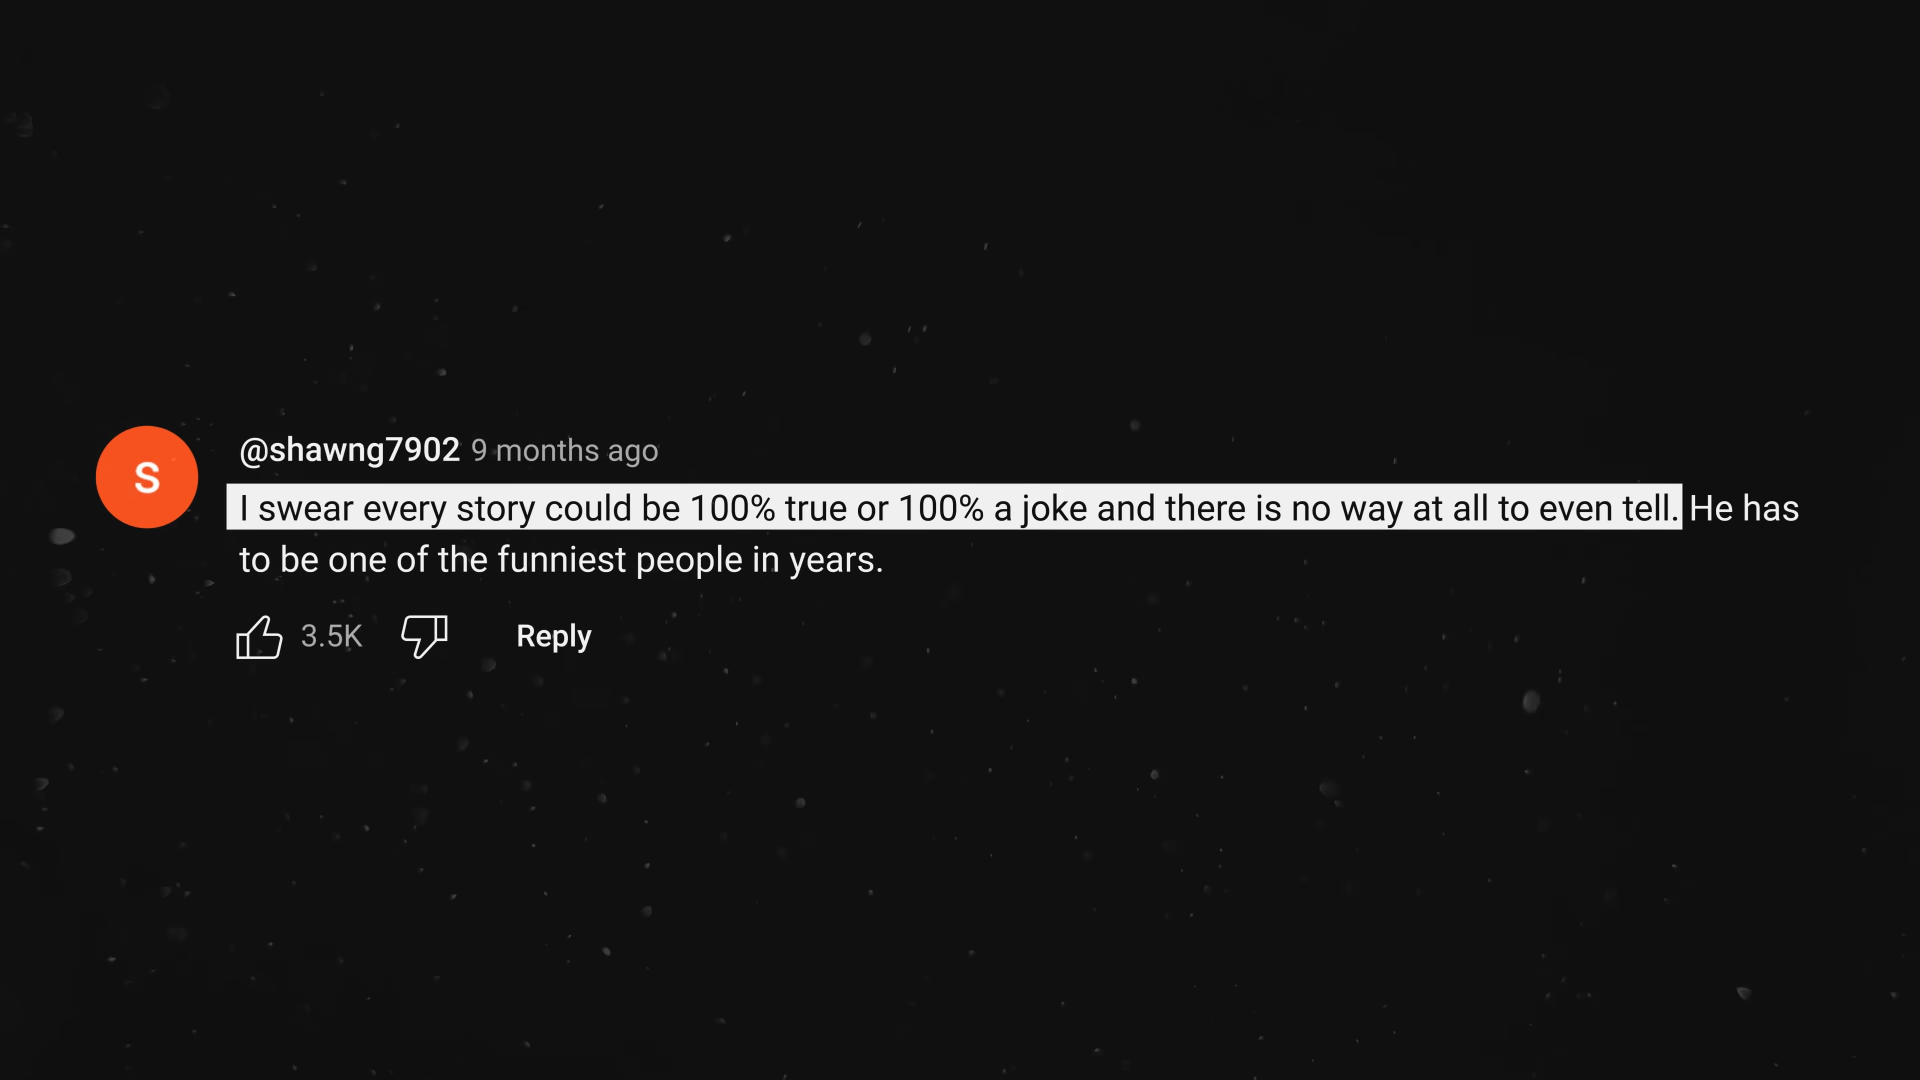 S
@shawng7902 9 months ago
I swear every story could be 100% true or 100% a joke and there is no way at all to even tell. He has
to be one of the funniest people in years.
3.5K Reply